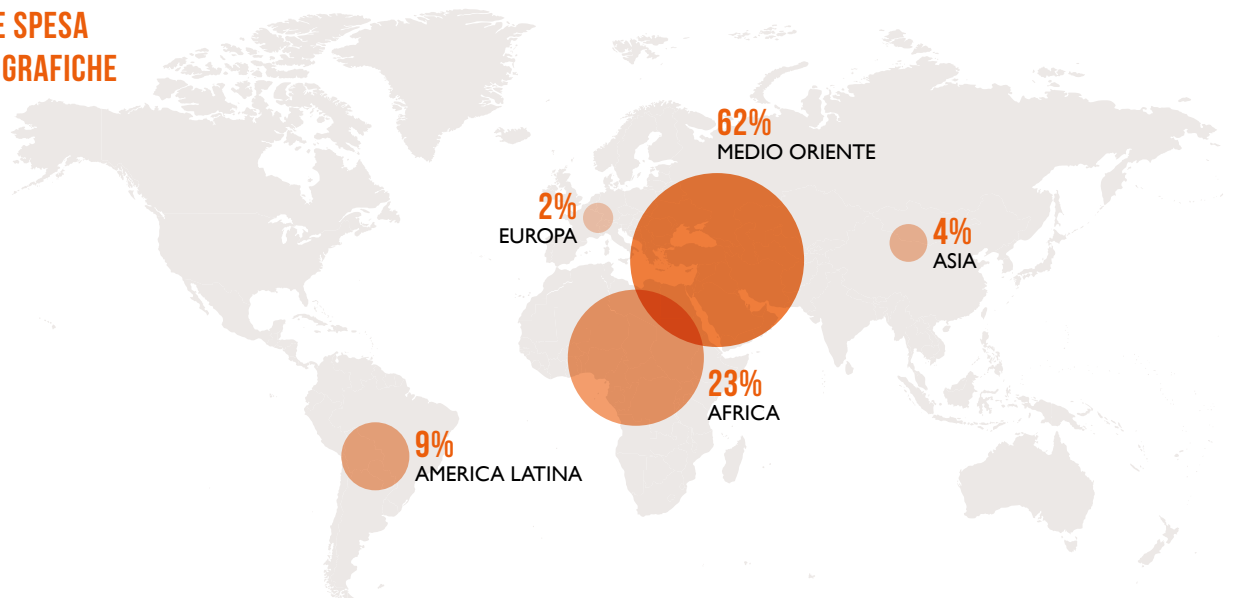 E SPESA
GRAFICHE
62%
MEDIO ORIENTE
2%
EUROPA
4%
ASIA
23%
AFRICA
9%
AMERICA LATINA